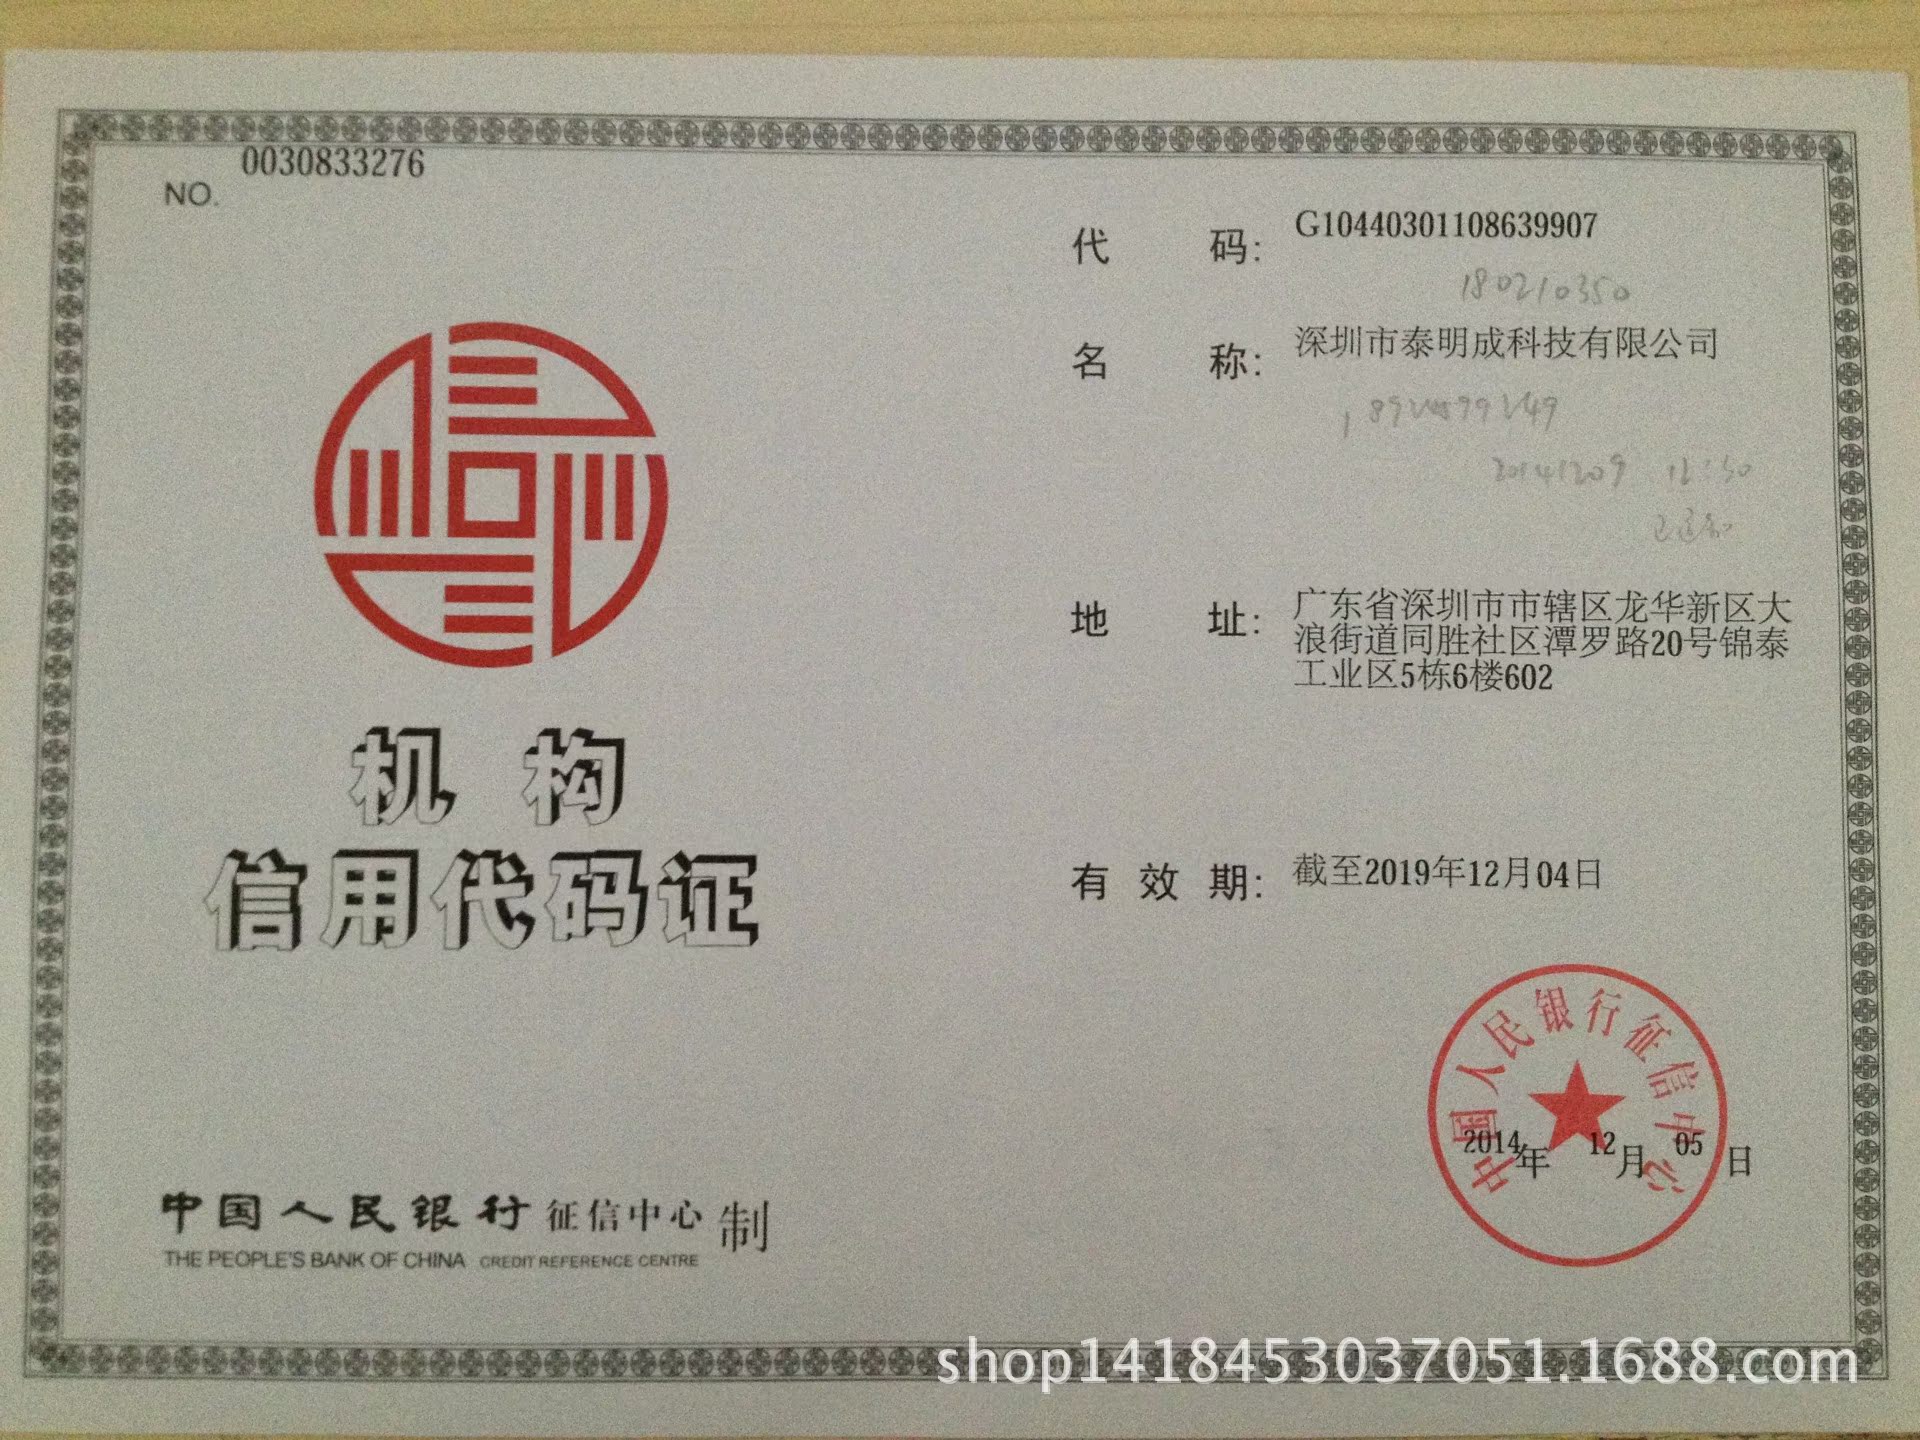 0030833276
NO.
机 构
信用代码证
中国人民银行 征信中心 制
THE PEOPLE'S BANK OF CHINA CREDIT REFERENCE CENTRE
代 码: G10440301108639907
180210350
名 称: 深圳市泰明成科技有限公司
20141209
已通知
地 址: 广东省深圳市市辖区龙华新区大
浪街道同胜社区潭罗路20号锦泰
工业区5栋6楼602
有 效 期: 截至2019年12月04日
中国人民银行征信中心
2014年 12月 05日
shop1418453037051.1688.com